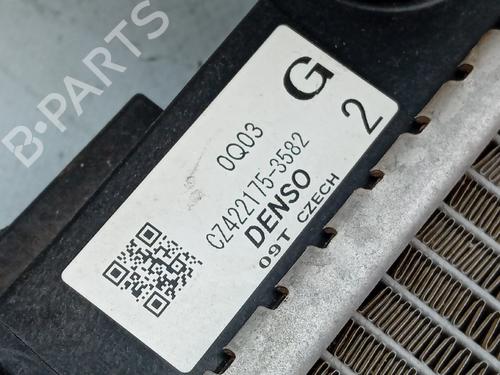 B-PARTS
0Q03
G
CZ422175-3582
2
DENSO
09T CZECH